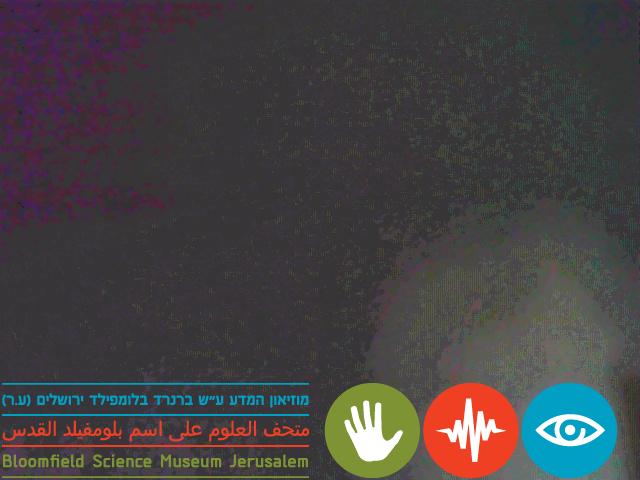 מוזיאון המדע ע״ש ברנרד בלומפילד ירושלים (ע.ר)
متحف العلوم على اسم بلومفيلد القدس
Bloomfield Science Museum Jerusalem